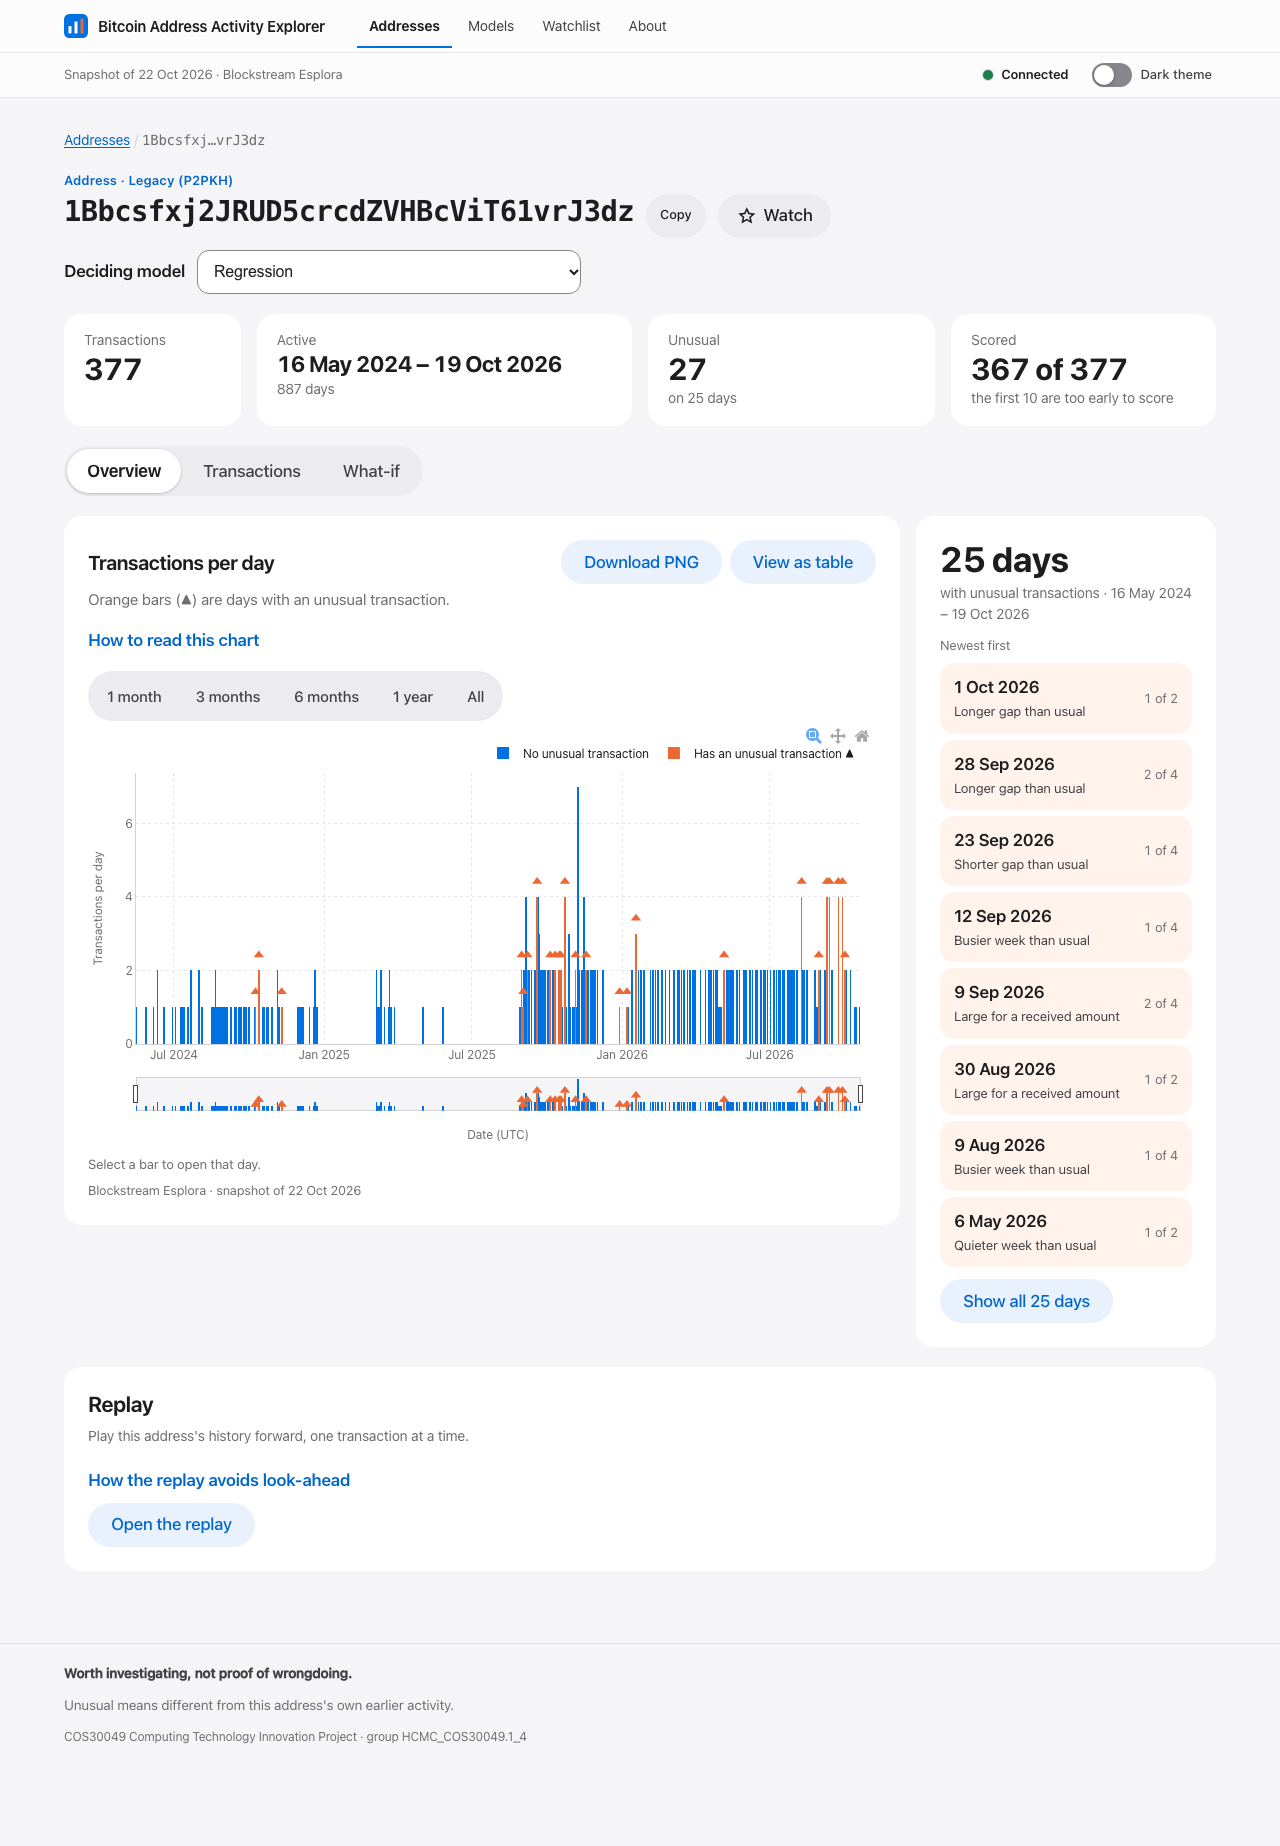 Bitcoin Address Activity Explorer
Addresses
Models
Watchlist
About
Snapshot of 22 Oct 2026 · Blockstream Esplora
Connected
Dark theme
Addresses / 1Bbcsfxj…vrJ3dz
Address · Legacy (P2PKH)
1Bbcsfxj2JRUD5crcdZVHBcViT61vrJ3dz
Copy
Watch
Deciding model
Regression
Transactions
377
Active
16 May 2024 – 19 Oct 2026
887 days
Unusual
27
on 25 days
Scored
367 of 377
the first 10 are too early to score
Overview
Transactions
What-if
Transactions per day
Download PNG
View as table
Orange bars (▲) are days with an unusual transaction.
How to read this chart
1 month
3 months
6 months
1 year
All
No unusual transaction
Has an unusual transaction ▲
Transactions per day
6
4
2
0
Jul 2024
Jan 2025
Jul 2025
Jan 2026
Jul 2026
Date (UTC)
Select a bar to open that day.
Blockstream Esplora · snapshot of 22 Oct 2026
25 days
with unusual transactions · 16 May 2024
– 19 Oct 2026
Newest first
1 Oct 2026
Longer gap than usual
1 of 2
28 Sep 2026
Longer gap than usual
2 of 4
23 Sep 2026
Shorter gap than usual
1 of 4
12 Sep 2026
Busier week than usual
1 of 4
9 Sep 2026
Large for a received amount
2 of 4
30 Aug 2026
Large for a received amount
1 of 2
9 Aug 2026
Busier week than usual
1 of 4
6 May 2026
Quieter week than usual
1 of 2
Show all 25 days
Replay
Play this address's history forward, one transaction at a time.
How the replay avoids look-ahead
Open the replay
Worth investigating, not proof of wrongdoing.
Unusual means different from this address's own earlier activity.
COS30049 Computing Technology Innovation Project · group HCMC_COS30049.1_4